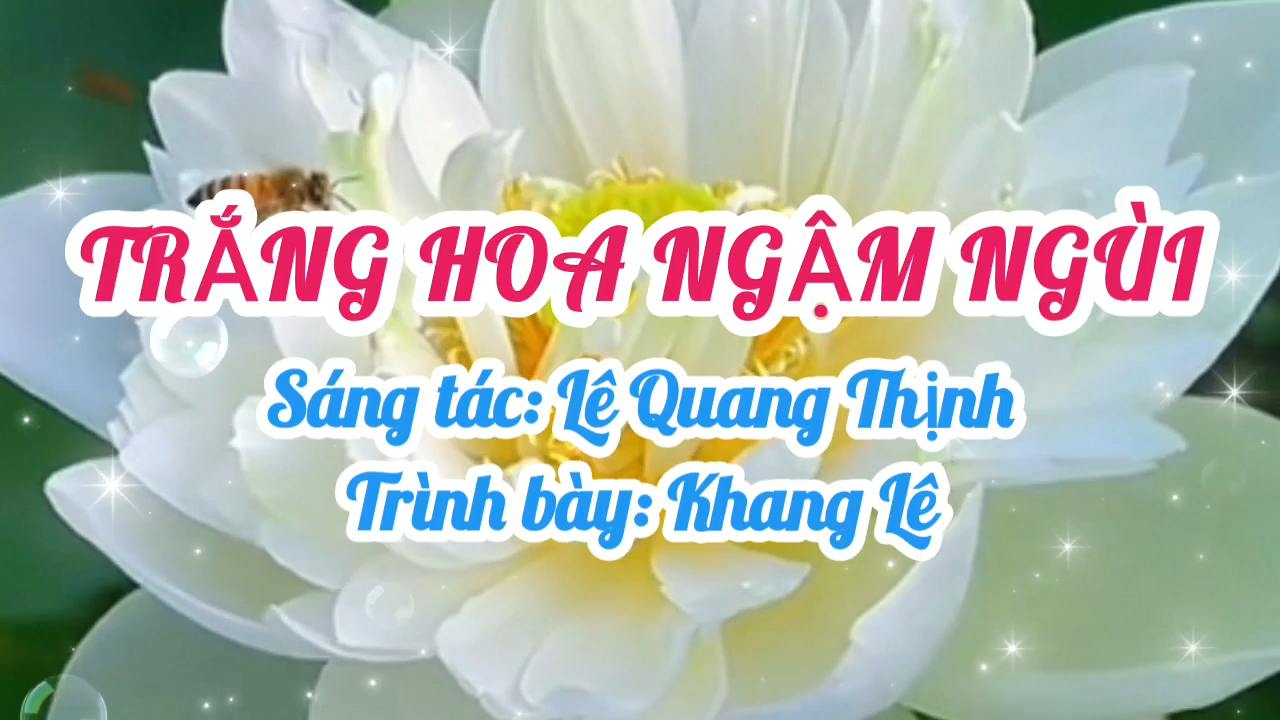 TRẮNG HOA NGẬM NGÙI
Sáng tác: Lê Quang Thịnh
Trình bày: Khang Lê